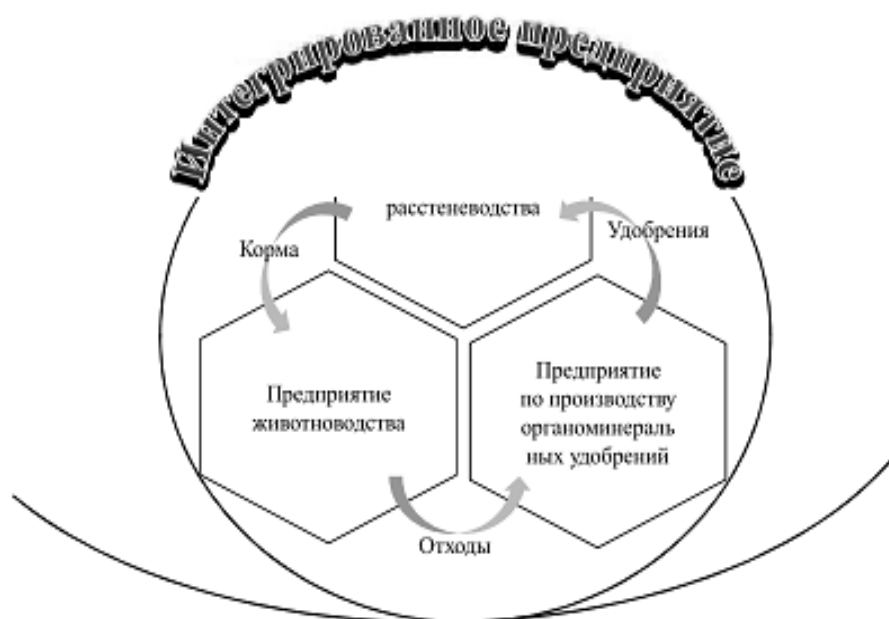 Интегрированное предприятие
расстеневодства
Корма
Удобрения
Предприятие
животноводства
Предприятие
по производству
органоминераль
ных удобрений
Отходы